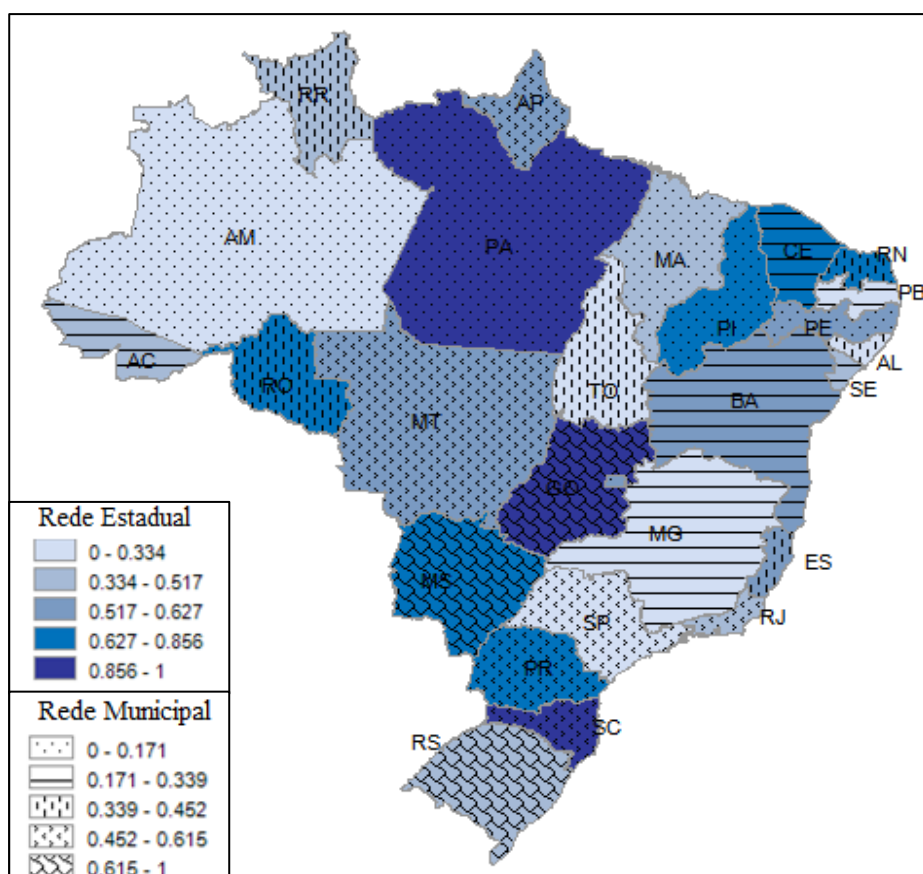 RR
AP
AM
PA
MA
CE
RN
PB
PI
PE
AC
AL
RO
TO
SE
BA
MT
GO
MG
ES
MS
SP
RJ
PR
SC
RS
Rede Estadual
0 - 0.334
0.334 - 0.517
0.517 - 0.627
0.627 - 0.856
0.856 - 1
Rede Municipal
0 - 0.171
0.171 - 0.339
0.339 - 0.452
0.452 - 0.615
0.615 - 1